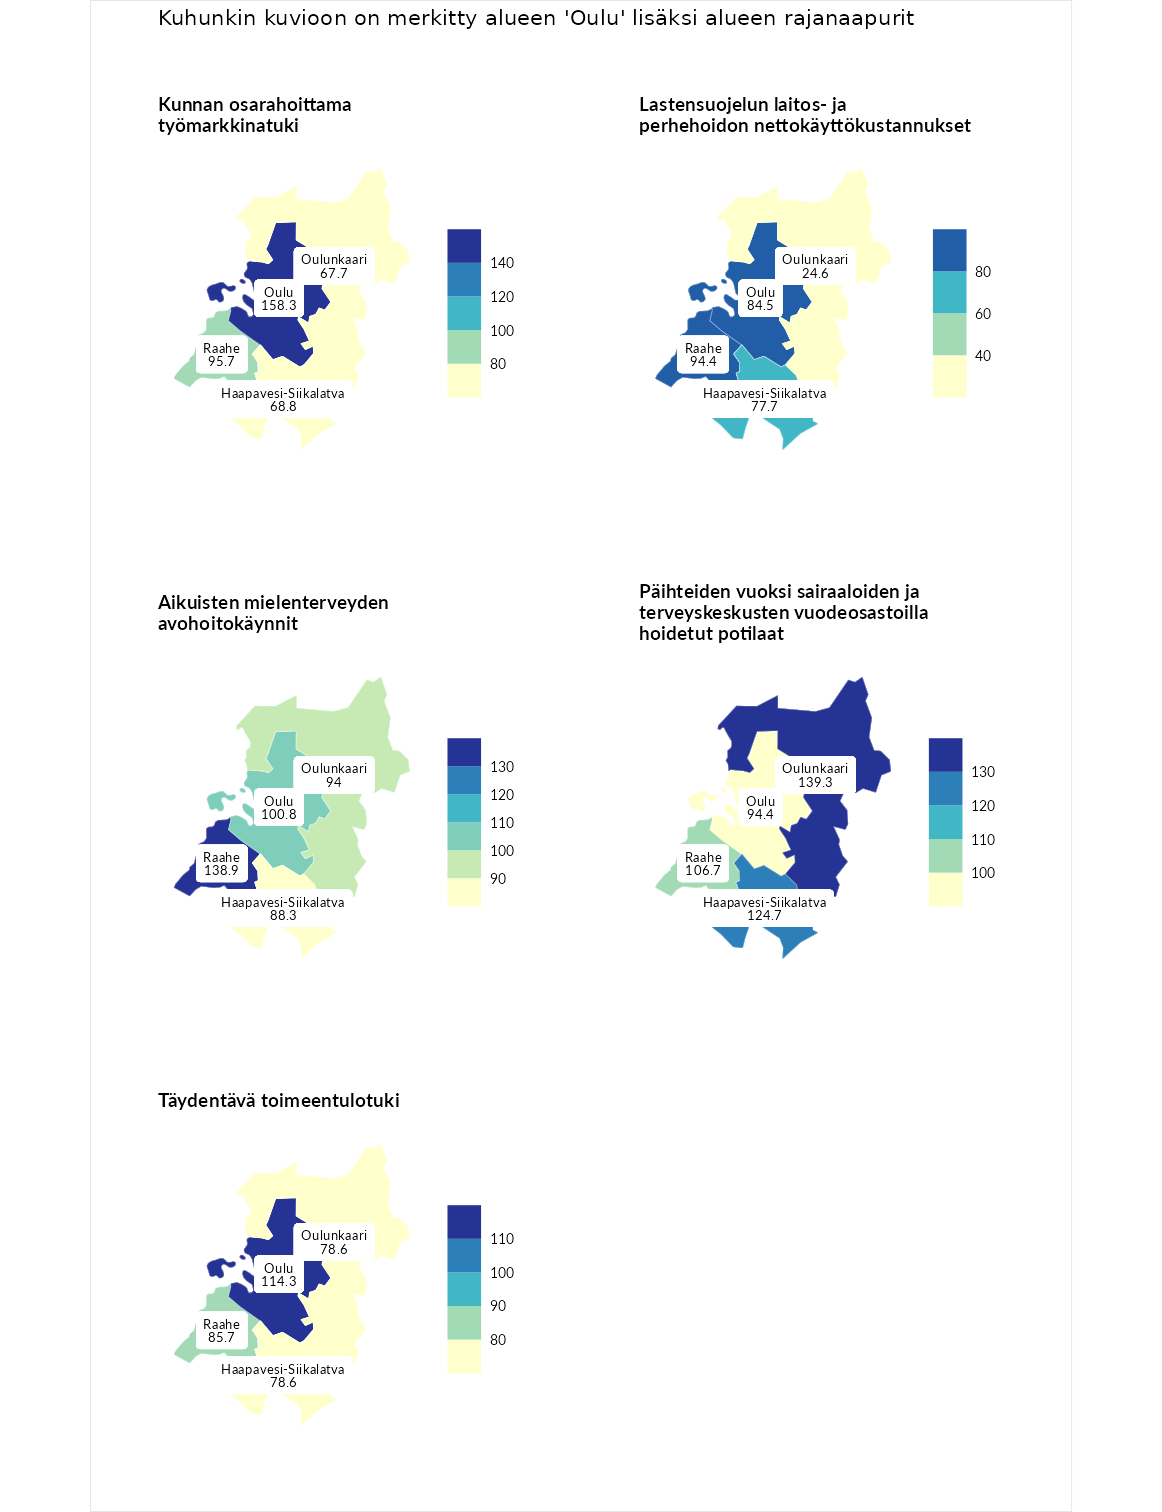 Kuhunkin kuvioon on merkitty alueen 'Oulu' lisäksi alueen rajanaapurit
Kunnan osarahoittama
työmarkkinatuki
Oulunkaari
67.7
Oulu
158.3
Raahe
95.7
Haapavesi-Siikalatva
68.8
140
120
100
80
Lastensuojelun laitos- ja
perhehoidon nettokäyttökustannukset
Oulunkaari
24.6
Oulu
84.5
Raahe
94.4
Haapavesi-Siikalatva
77.7
80
60
40
Aikuisten mielenterveyden
avohoitokäynnit
Oulunkaari
94
Oulu
100.8
Raahe
138.9
Haapavesi-Siikalatva
88.3
130
120
110
100
90
Päihteiden vuoksi sairaaloiden ja
terveyskeskusten vuodeosastoilla
hoidetut potilaat
Oulunkaari
139.3
Oulu
94.4
Raahe
106.7
Haapavesi-Siikalatva
124.7
130
120
110
100
Täydentävä toimeentulotuki
Oulunkaari
78.6
Oulu
114.3
Raahe
85.7
Haapavesi-Siikalatva
78.6
110
100
90
80